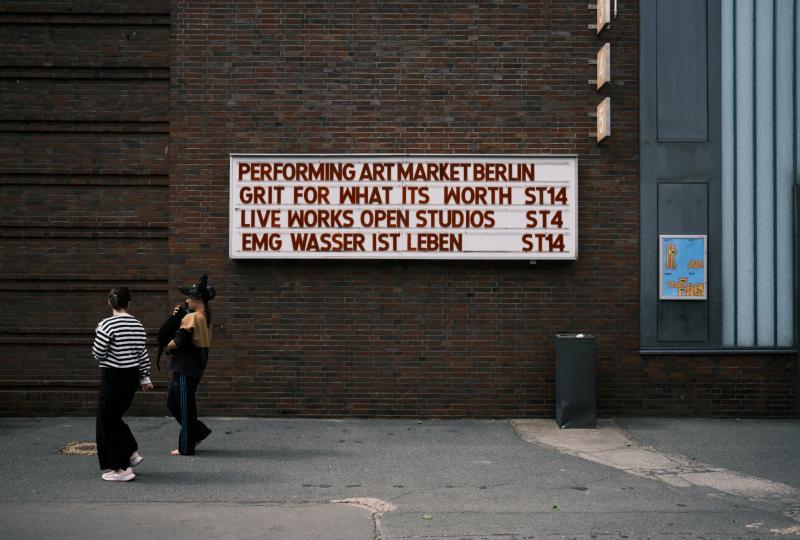 PERFORMING ART MARKET BERLIN
GRIT FOR WHAT ITS WORTH ST14
LIVE WORKS OPEN STUDIOS ST4
EMG WASSER IST LEBEN ST14